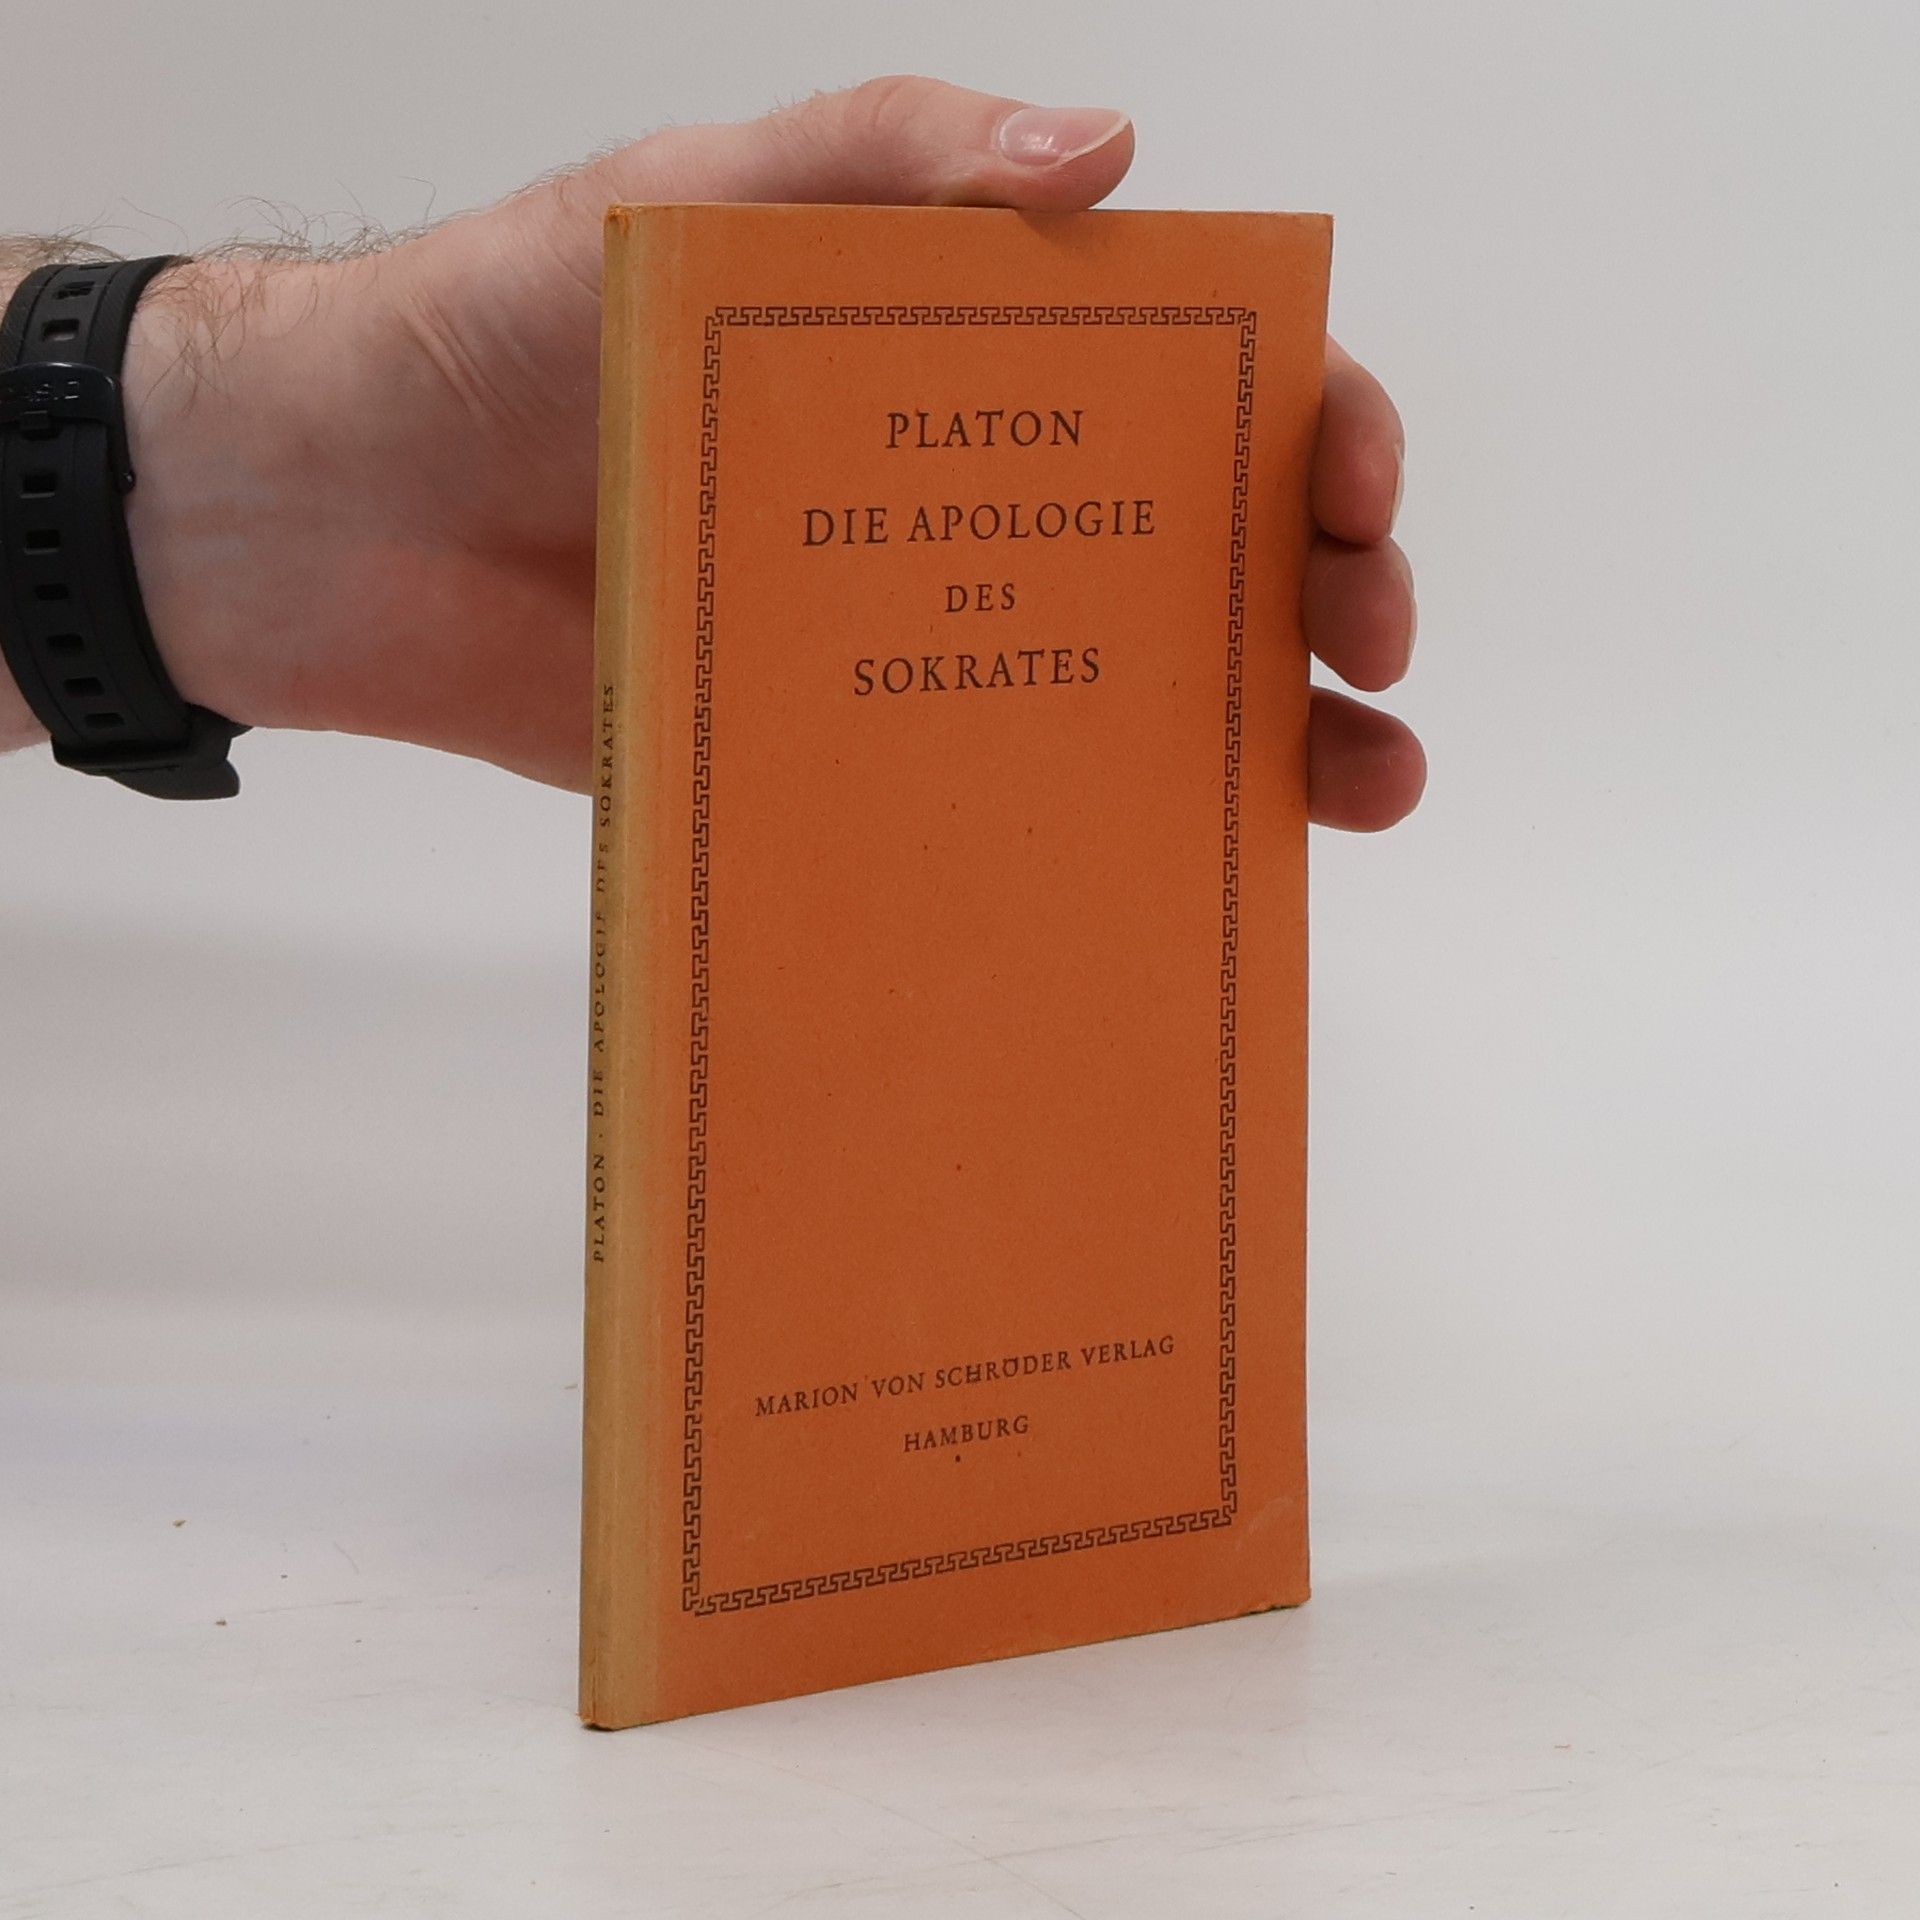 PLATON
DIE APOLOGIE
DES
SOKRATES
MARION VON SCHRÖDER VERLAG
HAMBURG
PLATON · DIE APOLOGIE DES SOKRATES